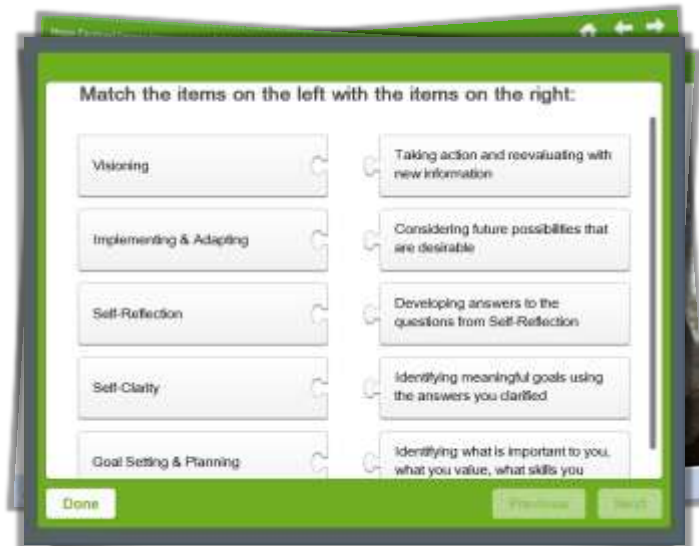 Match the items on the left with the items on the right:
Visioning
Taking action and reevaluating with
new information
Implementing & Adapting
Considering future possibilities that
are desirable
Self-Reflection
Developing answers to the
questions from Self-Reflection
Self-Clarity
Identifying meaningful goals using
the answers you clarified
Goal Setting & Planning
Identifying what is important to you,
what you value, what skills you
Done
Previous
Next